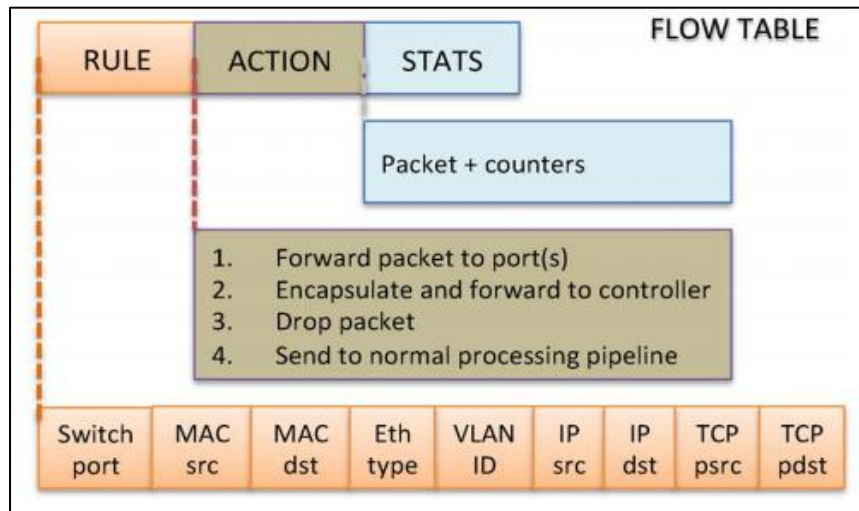 FLOW TABLE
RULE ACTION STATS
Packet + counters
1. Forward packet to port(s)
2. Encapsulate and forward to controller
3. Drop packet
4. Send to normal processing pipeline
Switch MAC MAC Eth VLAN IP IP TCP TCP
port src dst type ID src dst psrc pdst